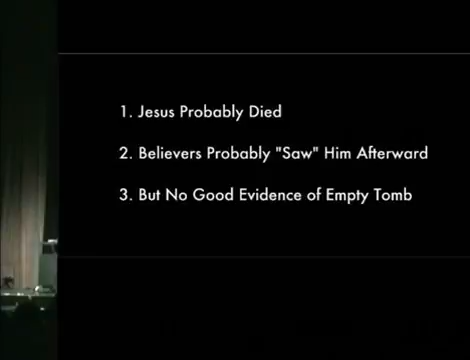 1. Jesus Probably Died
2. Believers Probably "Saw" Him Afterward
3. But No Good Evidence of Empty Tomb